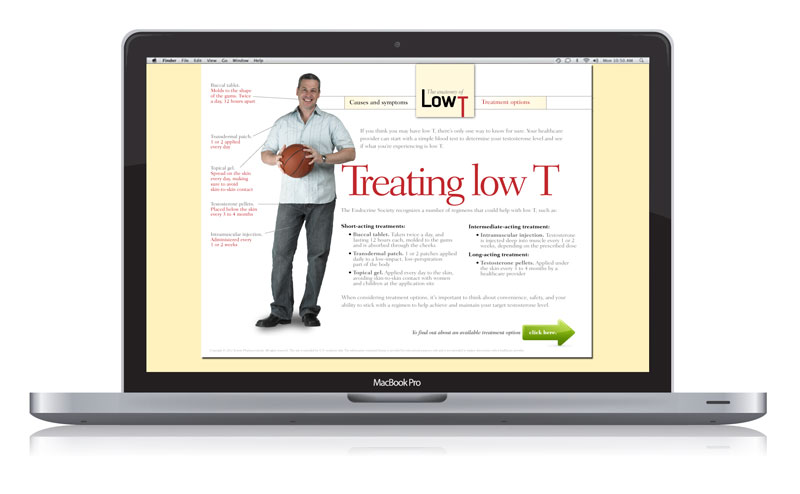 Finder File Edit View Go Window Help
Mon 10:50 AM
The anatomy of
Low T
Causes and symptoms
Treatment options
Buccal tablet.
Molds to the shape
of the gums. Twice
a day, 12 hours apart
Transdermal patch.
1 or 2 applied
every day
Topical gel.
Spread on the skin
every day, making
sure to avoid
skin-to-skin contact
Testosterone pellets.
Placed below the skin
every 3 to 4 months
Intramuscular injection.
Administered every
1 or 2 weeks
If you think you may have low T, there's only one way to know for sure. Your healthcare
provider can start with a simple blood test to determine your testosterone level and see
if what you're experiencing is low T.
Treating low T
The Endocrine Society recognizes a number of regimens that could help with low T, such as:
Short-acting treatments:
• Buccal tablet. Taken twice a day, and
lasting 12 hours each, molded to the gums
and is absorbed through the cheeks
• Transdermal patch. 1 or 2 patches applied
daily to a low-impact, low-perspiration
part of the body
• Topical gel. Applied every day to the skin,
avoiding skin-to-skin contact with women
and children at the application site
Intermediate-acting treatment:
• Intramuscular injection. Testosterone
is injected deep into muscle every 1 or 2
weeks, depending on the prescribed dose
Long-acting treatment:
• Testosterone pellets. Applied under
the skin every 3 to 4 months by a
healthcare provider
When considering treatment options, it's important to think about convenience, safety, and your
ability to stick with a regimen to help achieve and maintain your target testosterone level.
To find out about an available treatment option click here.
MacBook Pro